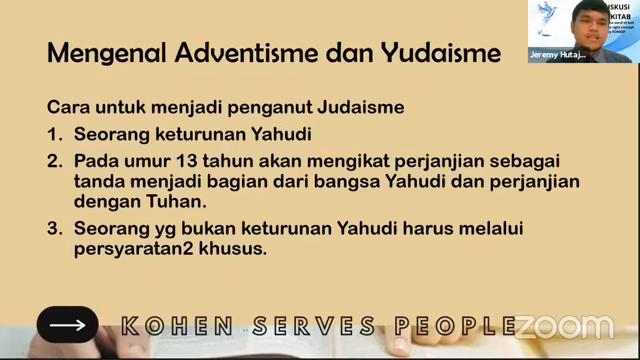 Mengenal Adventisme dan Yudaisme
Cara untuk menjadi penganut Judaisme
1. Seorang keturunan Yahudi
2. Pada umur 13 tahun akan mengikat perjanjian sebagai
tanda menjadi bagian dari bangsa Yahudi dan perjanjian
dengan Tuhan.
3. Seorang yg bukan keturunan Yahudi harus melalui
persyaratan2 khusus.
KOHEN SERVES PEOPLE
zoom
Jeremy Hutaj...